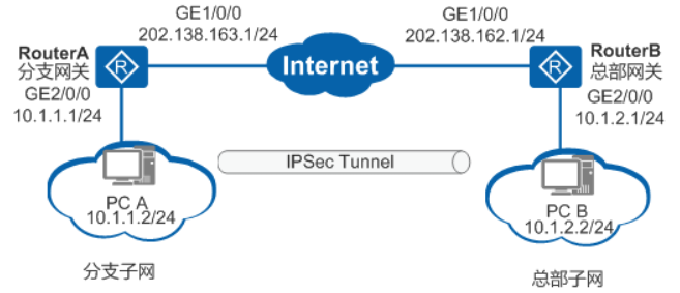 GE1/0/0
202.138.163.1/24
GE1/0/0
202.138.162.1/24
RouterA
分支网关
R
Internet
R
RouterB
总部网关
GE2/0/0
10.1.1.1/24
GE2/0/0
10.1.2.1/24
IPSec Tunnel
PC A
10.1.1.2/24
PC B
10.1.2.2/24
分支子网
总部子网